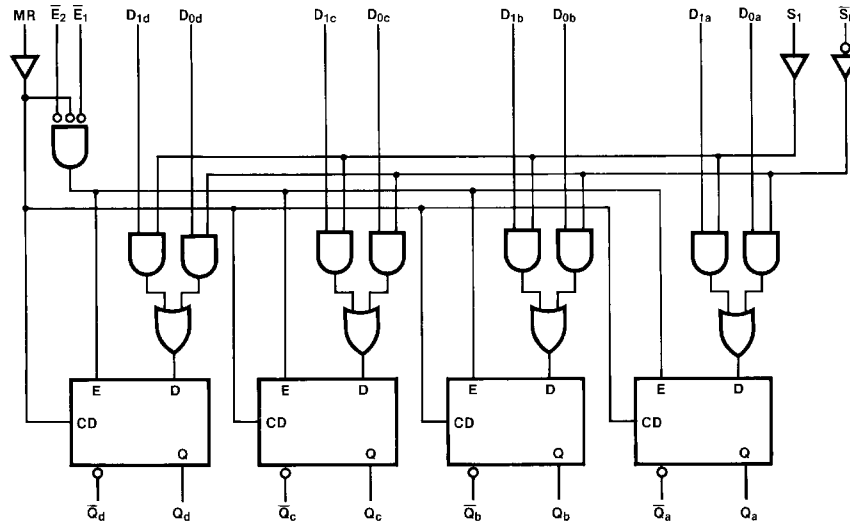 MR E̅2 E̅1 D1d D0d D1c D0c D1b D0b D1a D0a S1
E D E D E D E D
CD CD CD CD
Q Q Q Q
Q̅d Qd Q̅c Qc Q̅b Qb Q̅a Qa